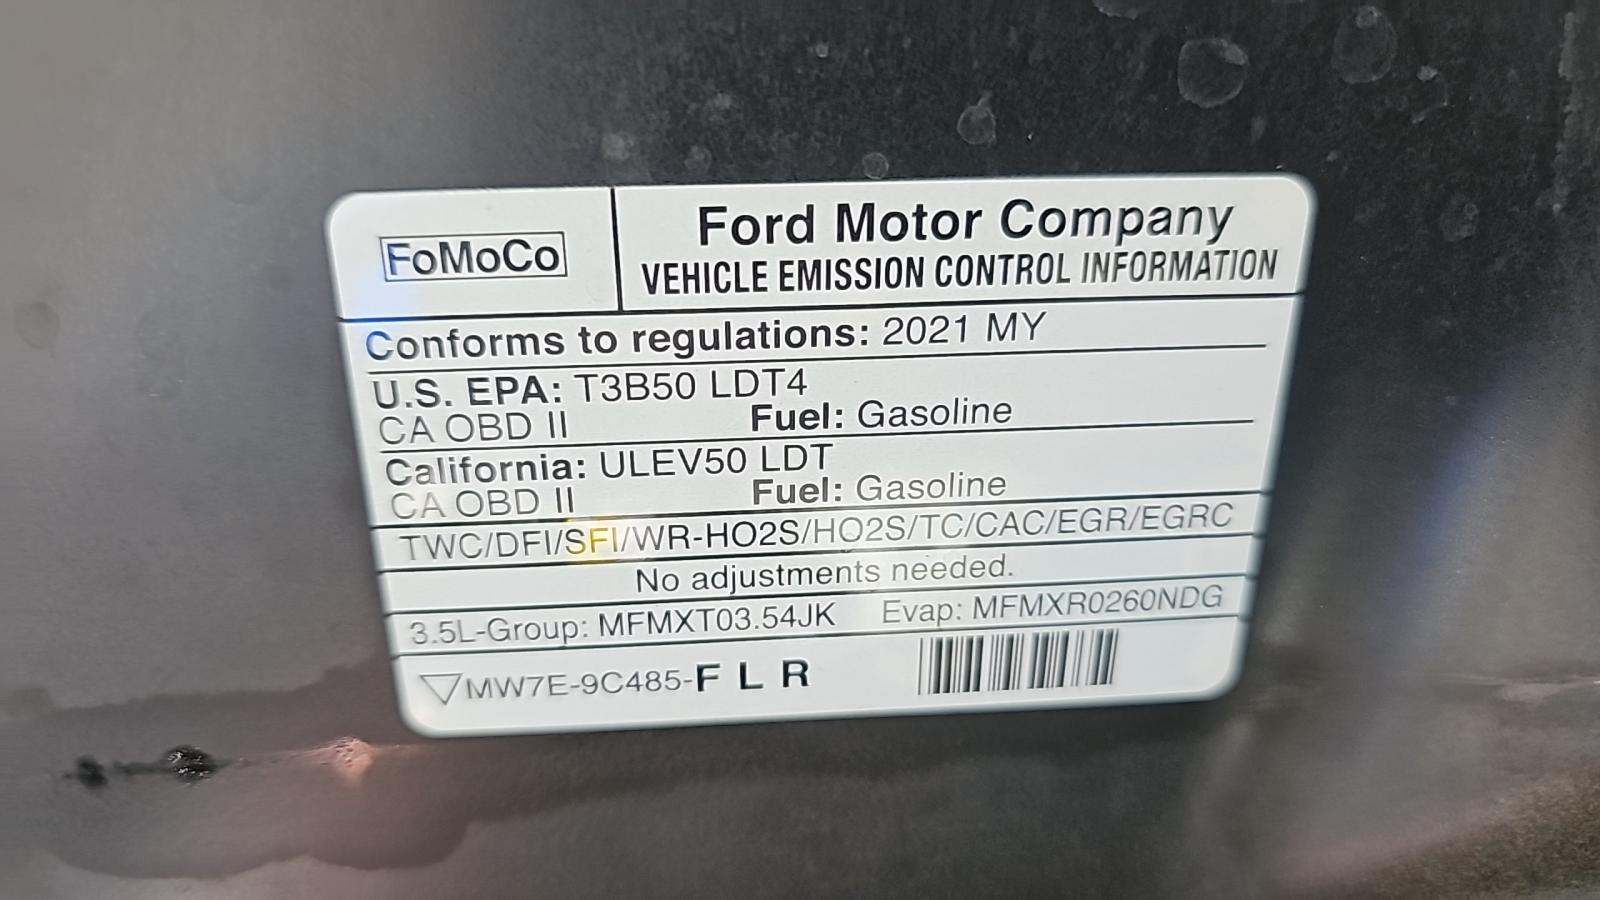 FoMoCo
Ford Motor Company
VEHICLE EMISSION CONTROL INFORMATION
Conforms to regulations: 2021 MY
U.S. EPA: T3B50 LDT4
CA OBD II Fuel: Gasoline
California: ULEV50 LDT
CA OBD II Fuel: Gasoline
TWC/DFI/SFI/WR-HO2S/HO2S/TC/CAC/EGR/EGRC
No adjustments needed.
3.5L-Group: MFMXT03.54JK Evap: MFMXR0260NDG
MW7E-9C485-F L R